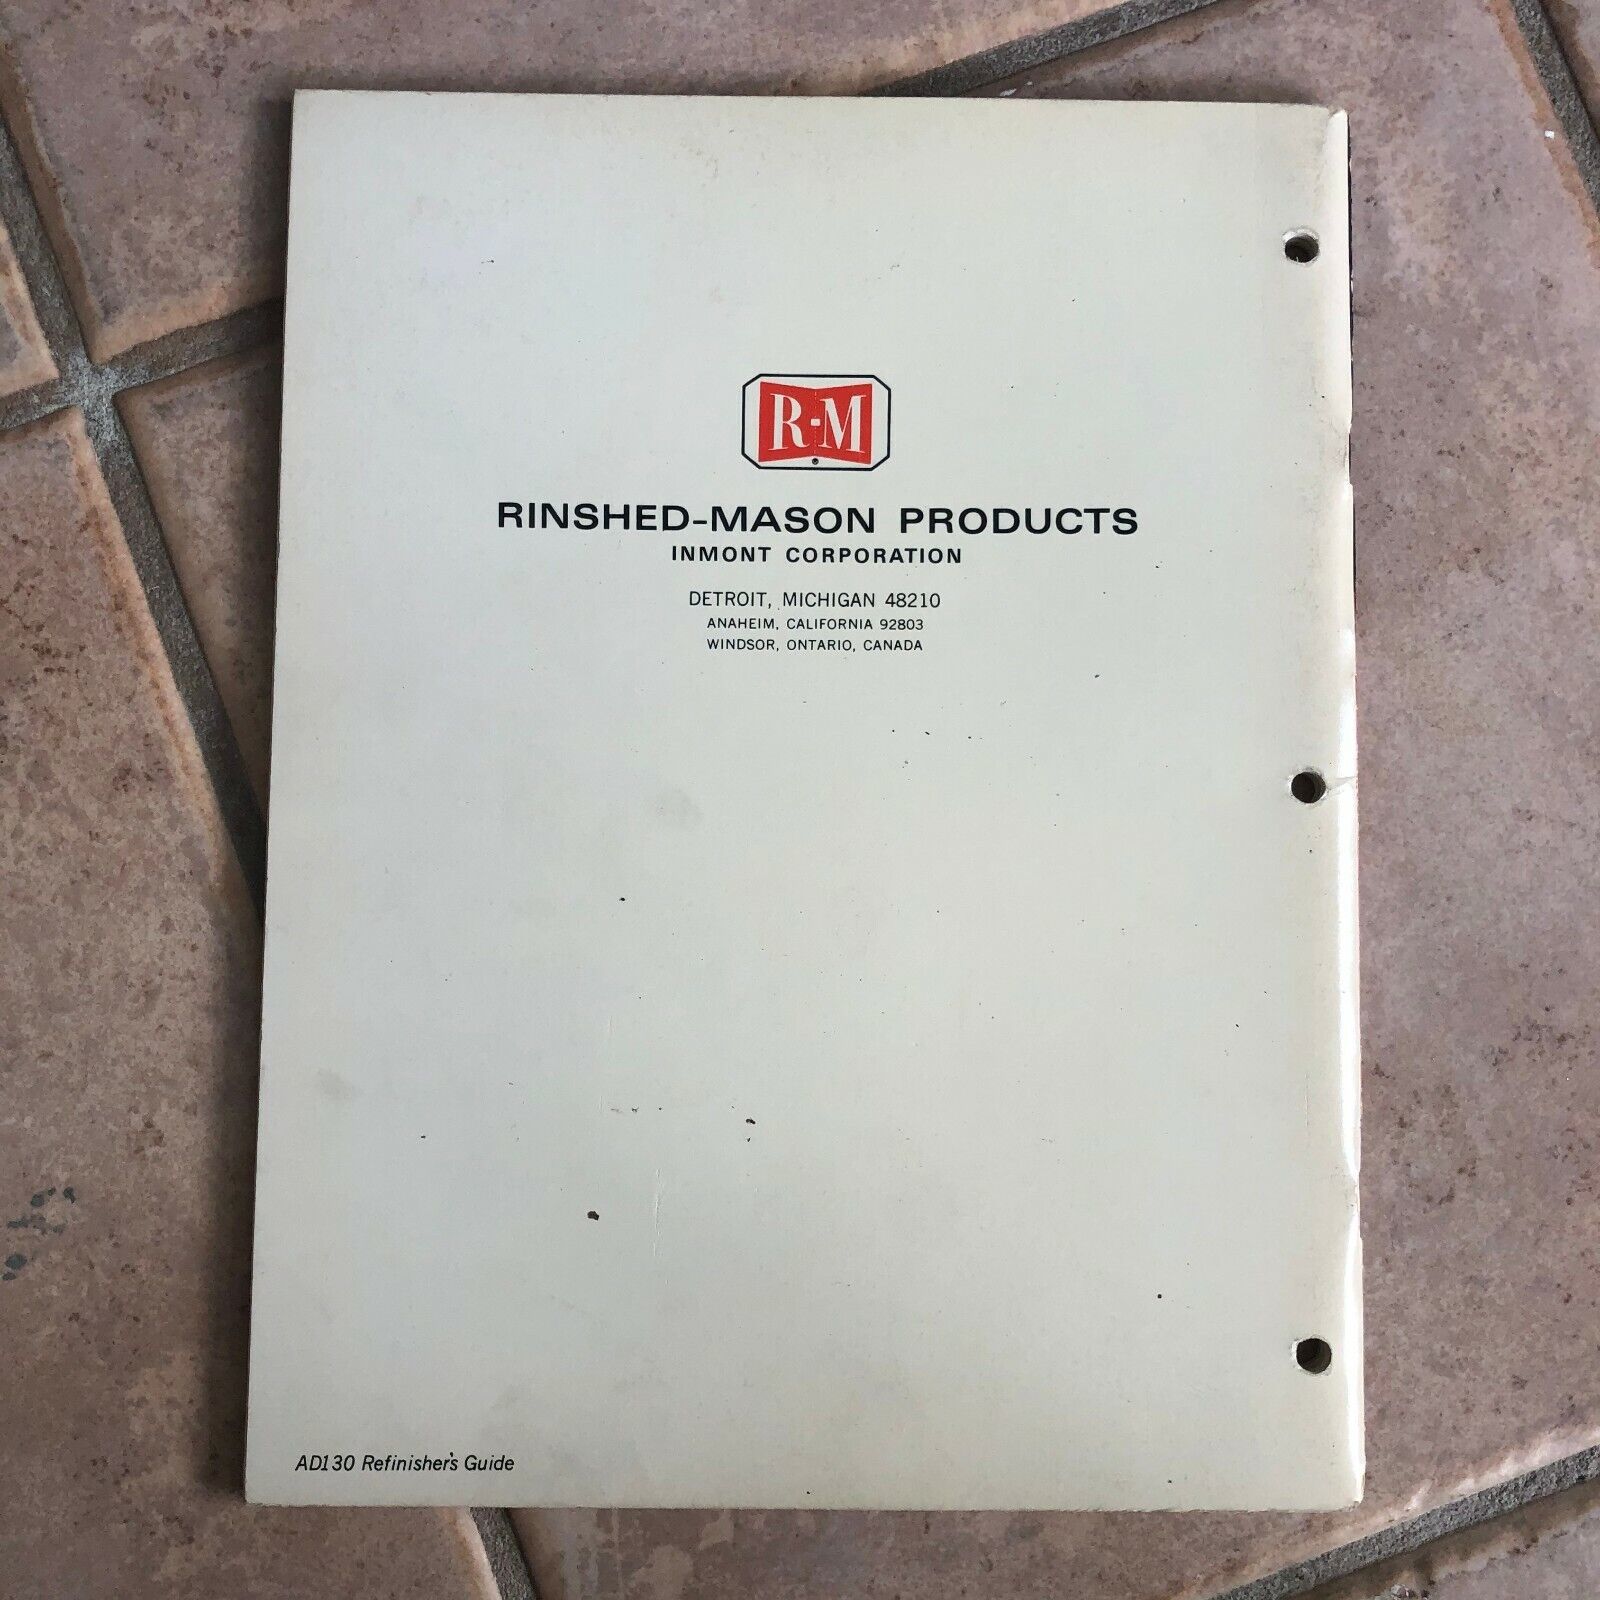 R-M
RINSHED-MASON PRODUCTS
INMONT CORPORATION
DETROIT, MICHIGAN 48210
ANAHEIM, CALIFORNIA 92803
WINDSOR, ONTARIO, CANADA
AD130 Refinisher's Guide